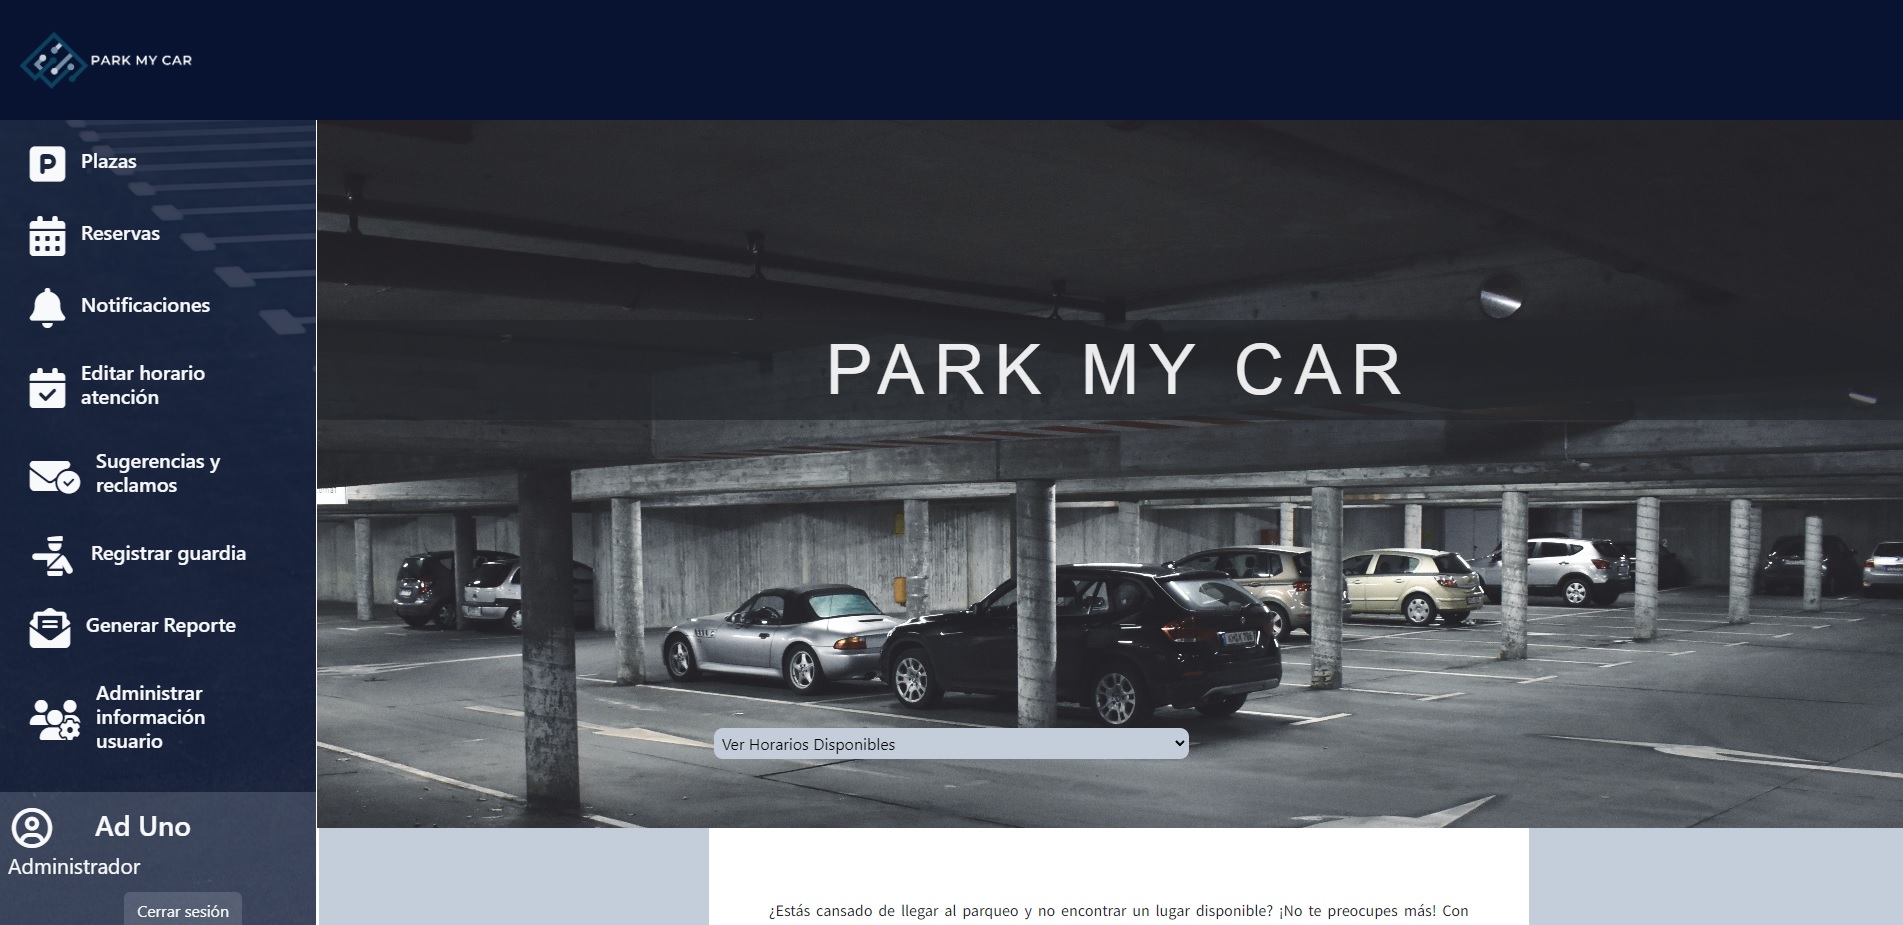 PARK MY CAR
Plazas
Reservas
Notificaciones
Editar horario
atención
Sugerencias y
reclamos
Registrar guardia
Generar Reporte
Administrar
información
usuario
Ad Uno
Administrador
Cerrar sesión
PARK MY CAR
Ver Horarios Disponibles
¿Estás cansado de llegar al parqueo y no encontrar un lugar disponible? ¡No te preocupes más! Con